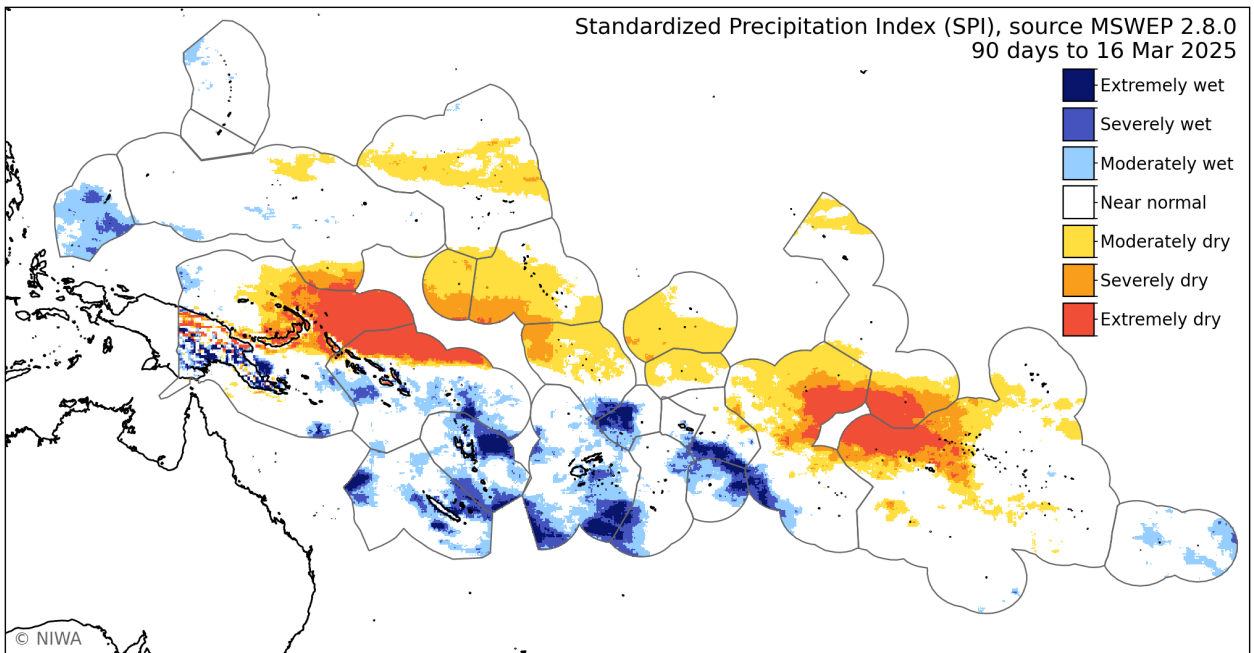 Standardized Precipitation Index (SPI), source MSWEP 2.8.0
90 days to 16 Mar 2025
Extremely wet
Severely wet
Moderately wet
Near normal
Moderately dry
Severely dry
Extremely dry
© NIWA